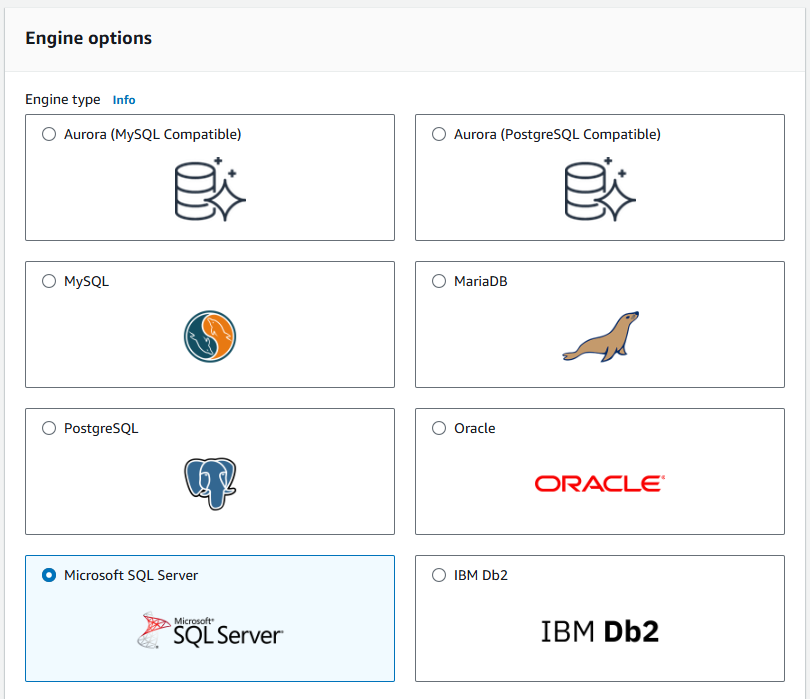 Engine options
Engine type Info
Aurora (MySQL Compatible)
Aurora (PostgreSQL Compatible)
MySQL
MariaDB
PostgreSQL
Oracle
ORACLE
Microsoft SQL Server
Microsoft
SQL Server
IBM Db2
IBM Db2